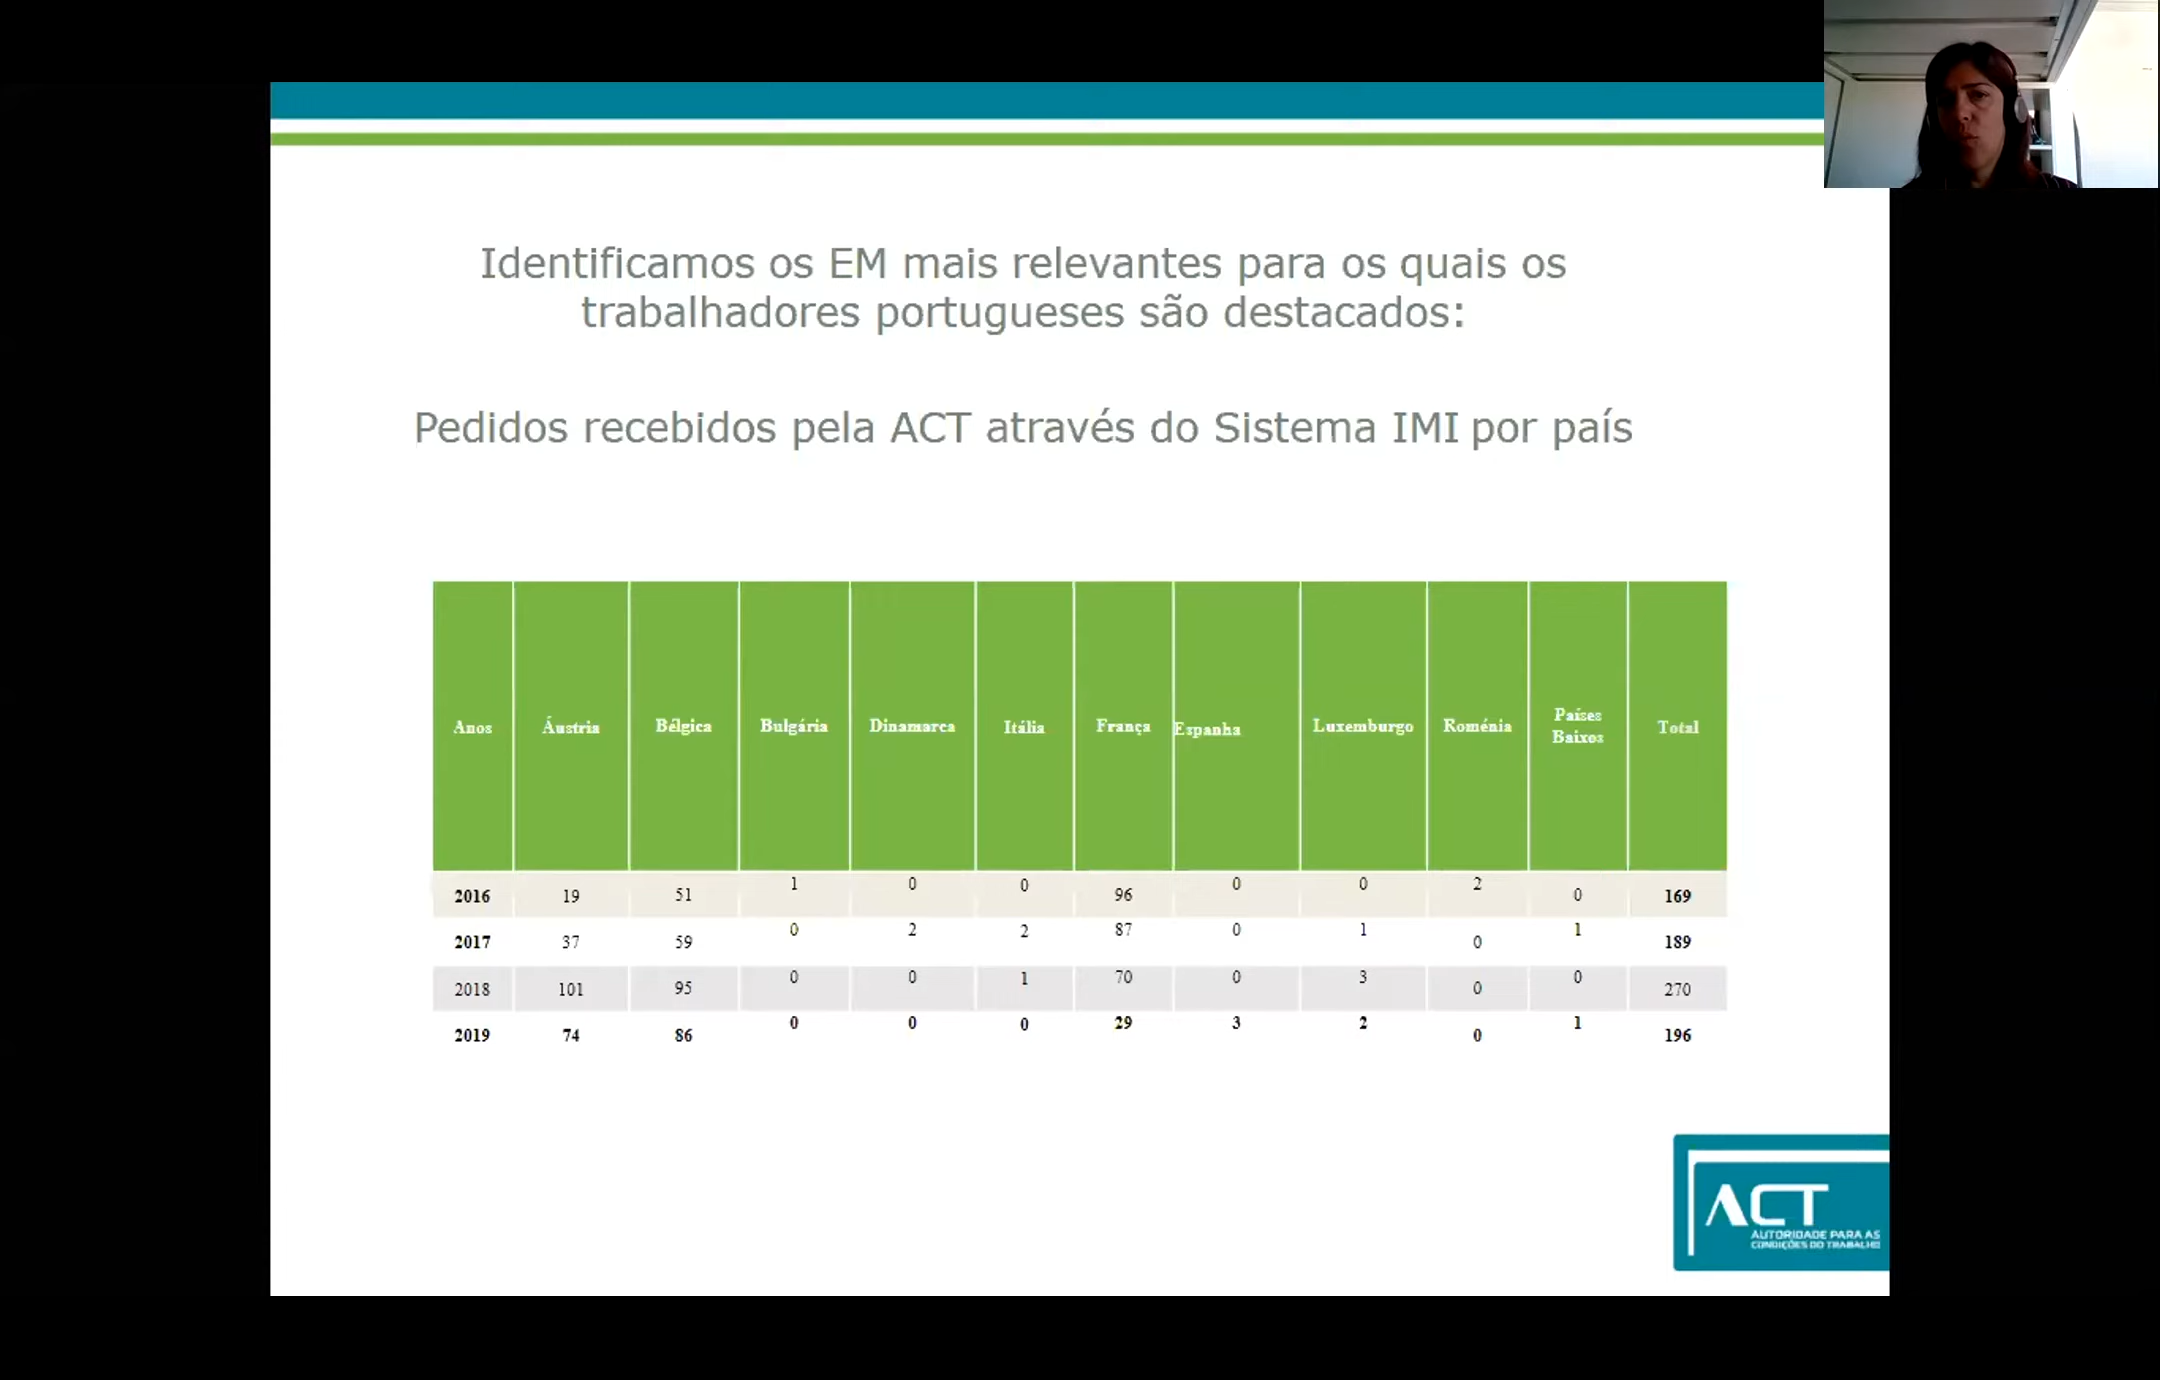 Identificamos os EM mais relevantes para os quais os
trabalhadores portugueses são destacados:
Pedidos recebidos pela ACT através do Sistema IMI por país
Anos Áustria Bélgica Bulgária Dinamarca Itália França Espanha Luxemburgo Roménia Países Baixos Total
2016 19 51 1 0 0 96 0 0 2 0 169
2017 37 59 0 2 2 87 0 1 0 1 189
2018 101 95 0 0 1 70 0 3 0 0 270
2019 74 86 0 0 0 29 3 2 0 1 196
ACT
AUTORIDADE PARA AS
CONDIÇÕES DO TRABALHO